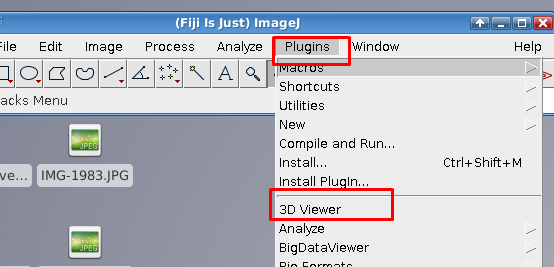 (Fiji Is Just) ImageJ
File Edit Image Process Analyze Plugins Window Help
A
acks Menu
Macros
Shortcuts
Utilities
New
Compile and Run...
Install... Ctrl+Shift+M
Install PlugIn...
3D Viewer
Analyze
BigDataViewer
Bio-Formats
ve...
IMG-1983.JPG
JPEG
JPEG